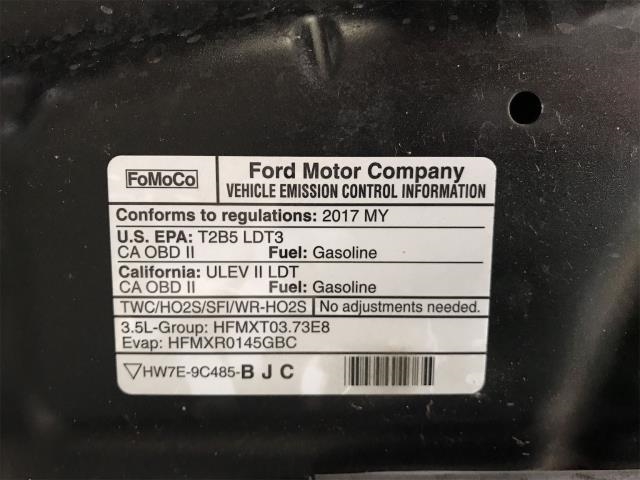 FoMoCo
Ford Motor Company
VEHICLE EMISSION CONTROL INFORMATION
Conforms to regulations: 2017 MY
U.S. EPA: T2B5 LDT3
CA OBD II Fuel: Gasoline
California: ULEV II LDT
CA OBD II Fuel: Gasoline
TWC/HO2S/SFI/WR-HO2S No adjustments needed.
3.5L-Group: HFMXT03.73E8
Evap: HFMXR0145GBC
HW7E-9C485-B J C